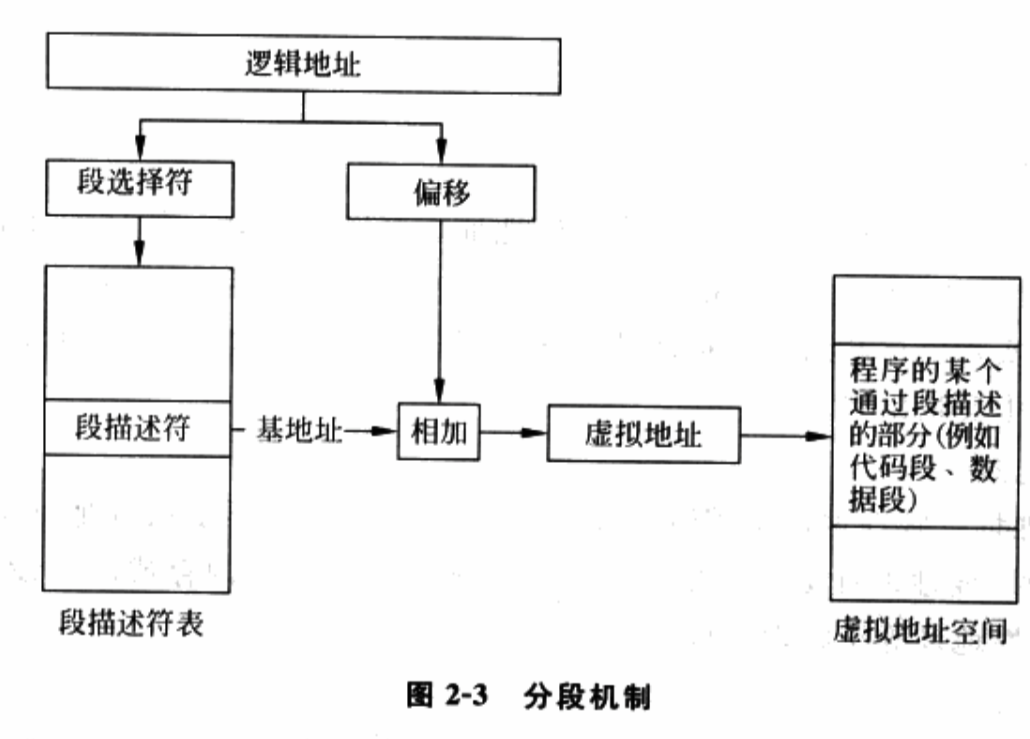 逻辑地址
段选择符
偏移
段描述符
基地址
相加
虚拟地址
程序的某个
通过段描述
的部分(例如
代码段、数
据段)
段描述符表
虚拟地址空间
图 2-3 分段机制